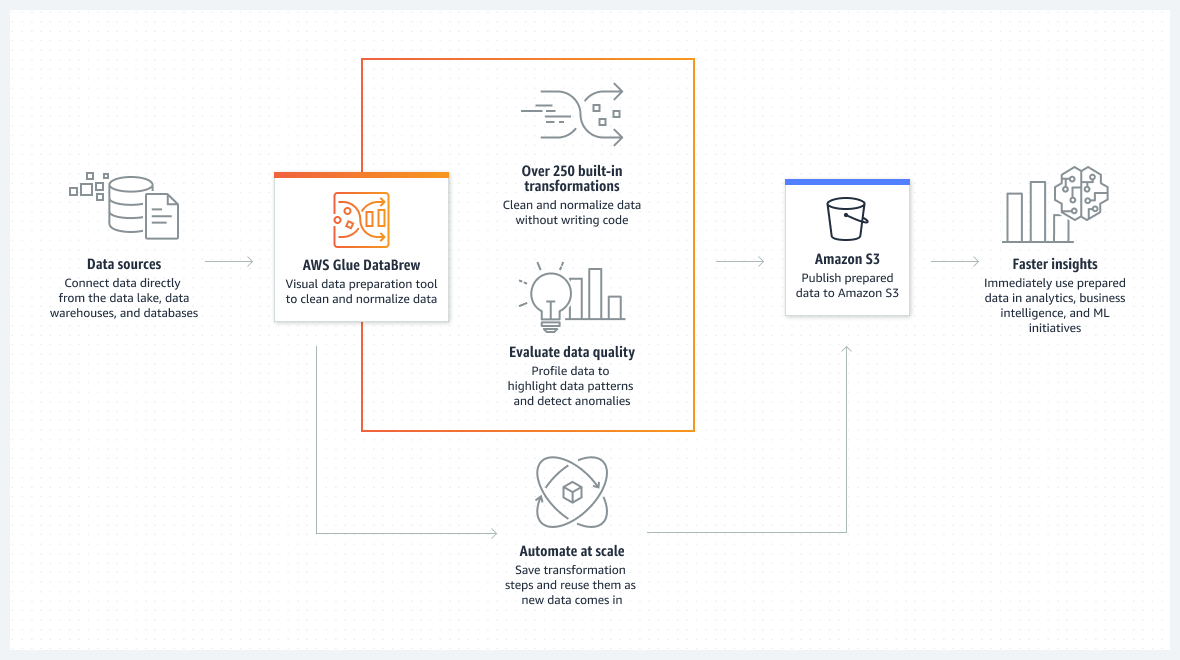 Data sources
Connect data directly
from the data lake, data
warehouses, and databases
AWS Glue DataBrew
Visual data preparation tool
to clean and normalize data
Over 250 built-in
transformations
Clean and normalize data
without writing code
Evaluate data quality
Profile data to
highlight data patterns
and detect anomalies
Automate at scale
Save transformation
steps and reuse them as
new data comes in
Amazon S3
Publish prepared
data to Amazon S3
Faster insights
Immediately use prepared
data in analytics, business
intelligence, and ML
initiatives